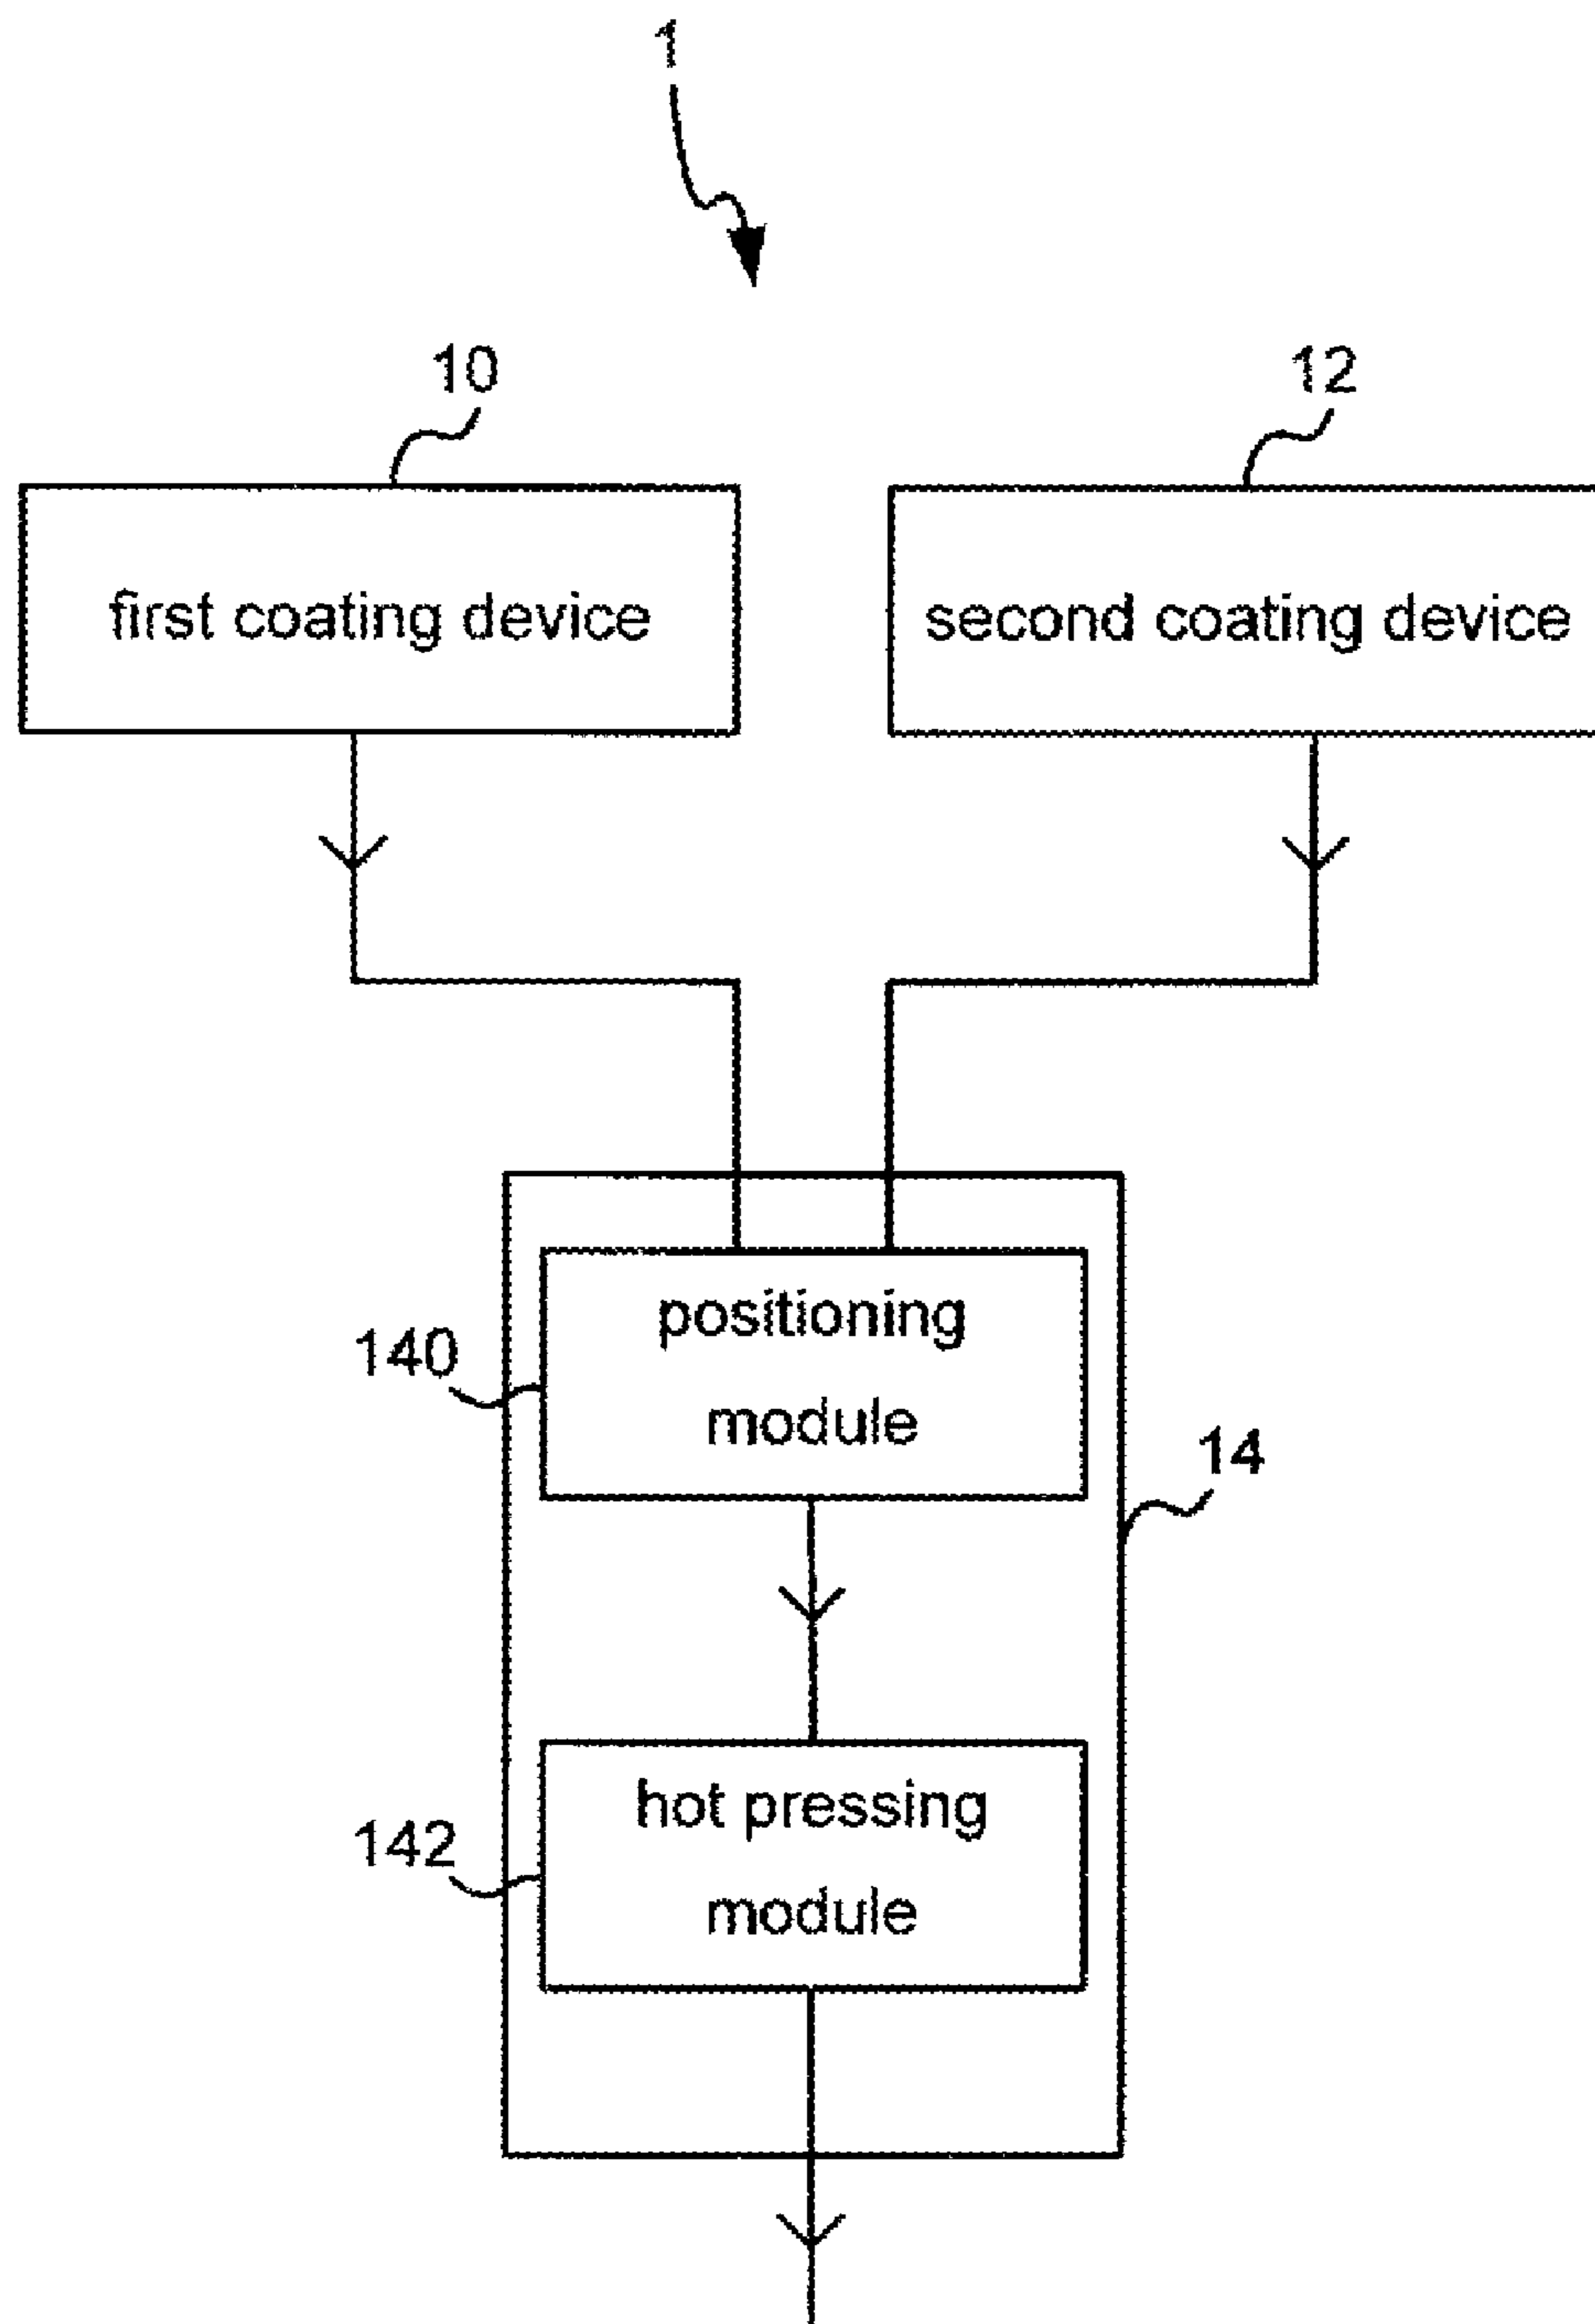 1
10
12
first coating device
second coating device
positioning
140
module
14
hot pressing
142
module